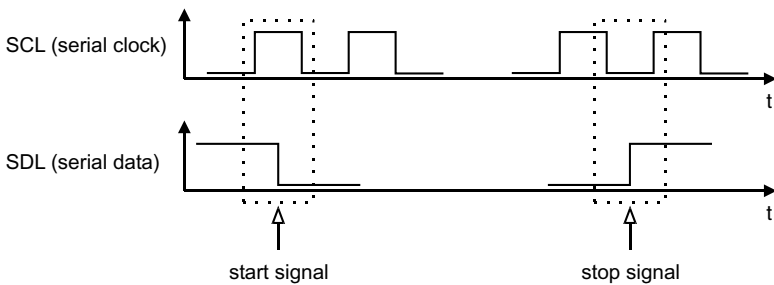 SCL (serial clock)
t
SDL (serial data)
t
start signal
stop signal